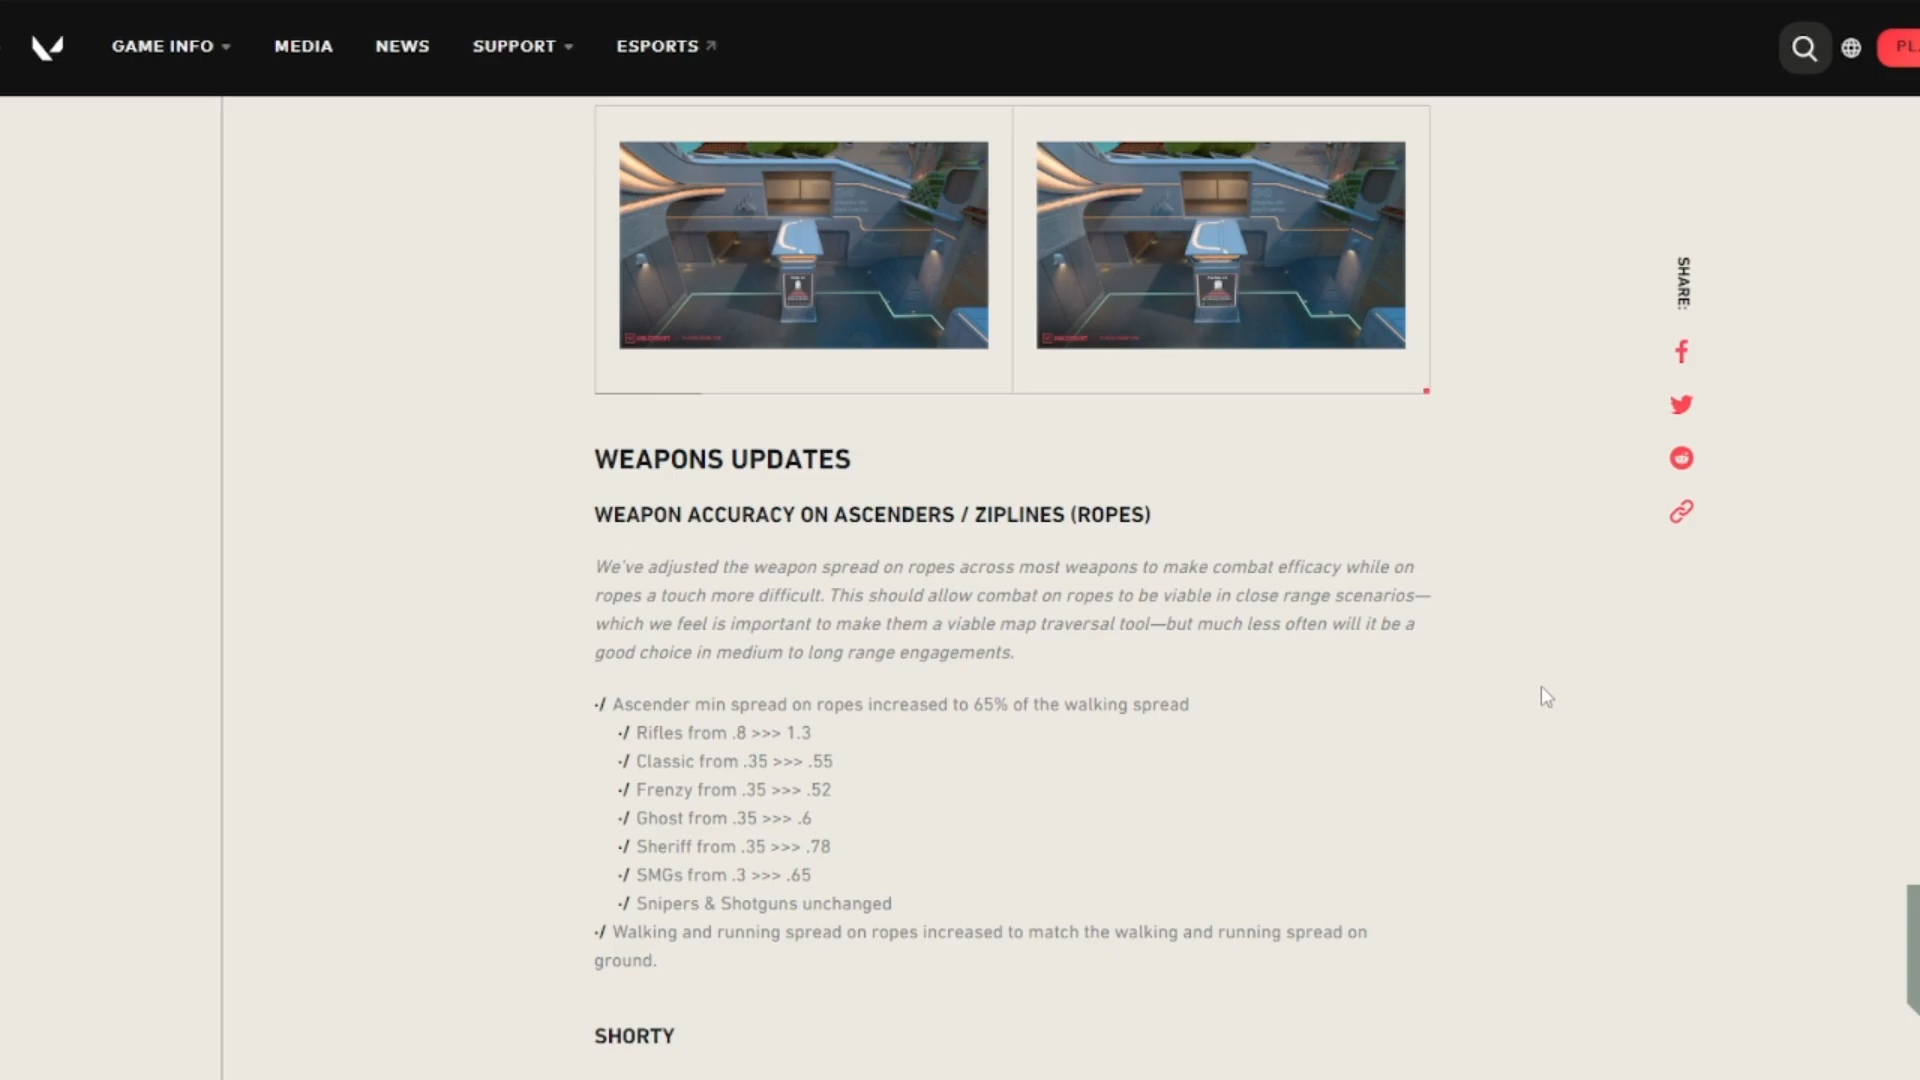 GAME INFO
MEDIA
NEWS
SUPPORT
ESPORTS
SHARE:
WEAPONS UPDATES
WEAPON ACCURACY ON ASCENDERS / ZIPLINES (ROPES)
We've adjusted the weapon spread on ropes across most weapons to make combat efficacy while on
ropes a touch more difficult. This should allow combat on ropes to be viable in close range scenarios—
which we feel is important to make them a viable map traversal tool—but much less often will it be a
good choice in medium to long range engagements.
Ascender min spread on ropes increased to 65% of the walking spread
Rifles from .8 >>> 1.3
Classic from .35 >>> .55
Frenzy from .35 >>> .52
Ghost from .35 >>> .6
Sheriff from .35 >>> .78
SMGs from .3 >>> .65
Snipers & Shotguns unchanged
Walking and running spread on ropes increased to match the walking and running spread on
ground.
SHORTY